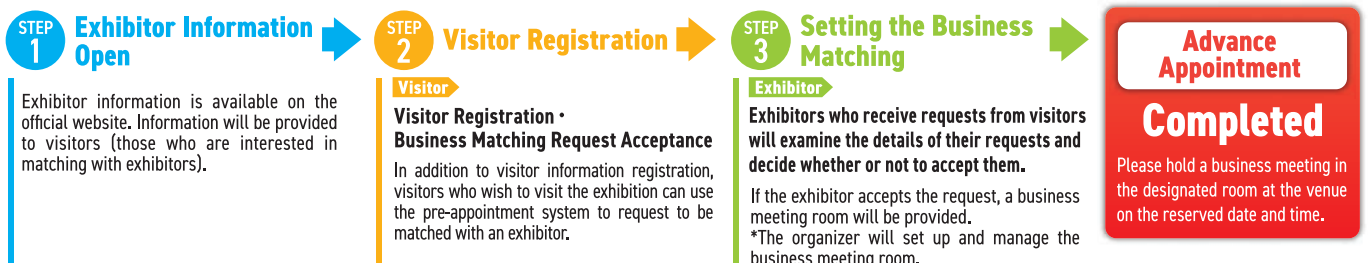 STEP
1
Exhibitor Information
Open
Exhibitor information is available on the
official website. Information will be provided
to visitors (those who are interested in
matching with exhibitors).
STEP
2
Visitor Registration
Visitor
Visitor Registration・
Business Matching Request Acceptance
In addition to visitor information registration,
visitors who wish to visit the exhibition can use
the pre-appointment system to request to be
matched with an exhibitor.
STEP
3
Setting the Business
Matching
Exhibitor
Exhibitors who receive requests from visitors
will examine the details of their requests and
decide whether or not to accept them.
If the exhibitor accepts the request, a business
meeting room will be provided.
*The organizer will set up and manage the
business meeting room.
Advance
Appointment
Completed
Please hold a business meeting in
the designated room at the venue
on the reserved date and time.